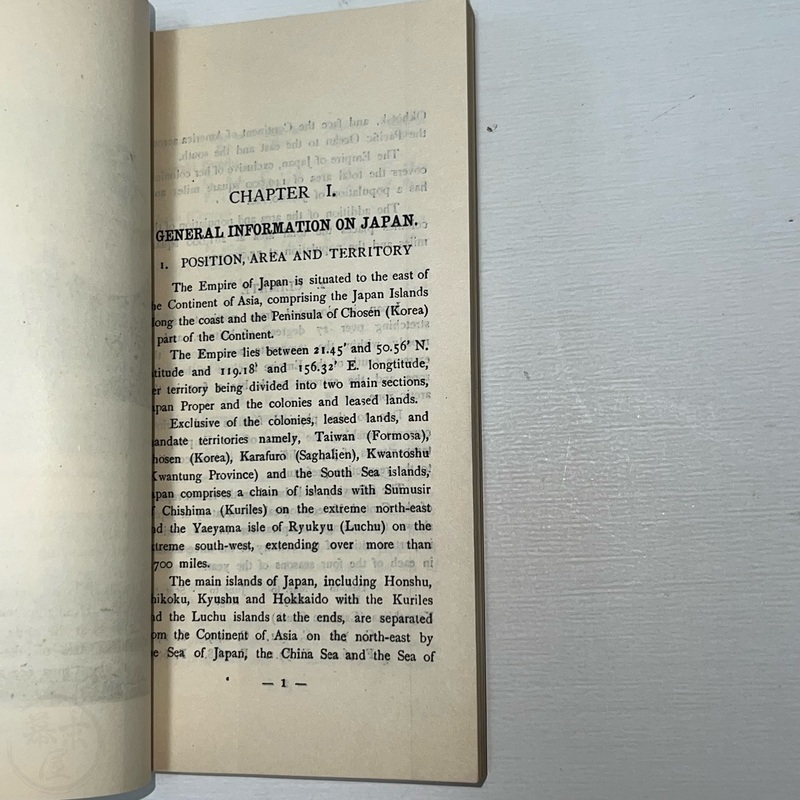 CHAPTER I.
GENERAL INFORMATION ON JAPAN.
1. POSITION, AREA AND TERRITORY
The Empire of Japan is situated to the east of
he Continent of Asia, comprising the Japan Islands
long the coast and the Peninsula of Chosen (Korea)
part of the Continent.
The Empire lies between 21.45' and 50.56' N.
titude and 119.18' and 156.32' E. longtitude,
er territory being divided into two main sections,
apan Proper and the colonies and leased lands.
Exclusive of the colonies, leased lands, and
andate territories namely, Taiwan (Formosa),
hosen (Korea), Karafuro (Saghalien), Kwantoshu
Kwantung Province) and the South Sea islands,
apan comprises a chain of islands with Sumusir
f Chishima (Kuriles) on the extreme north-east
nd the Yaeyama isle of Ryukyu (Luchu) on the
xtreme south-west, extending over more than
700 miles.
The main islands of Japan, including Honshu,
hikoku, Kyushu and Hokkaido with the Kuriles
nd the Luchu islands at the ends, are separated
om the Continent of Asia on the north-east by
e Sea of Japan, the China Sea and the Sea of
— 1 —